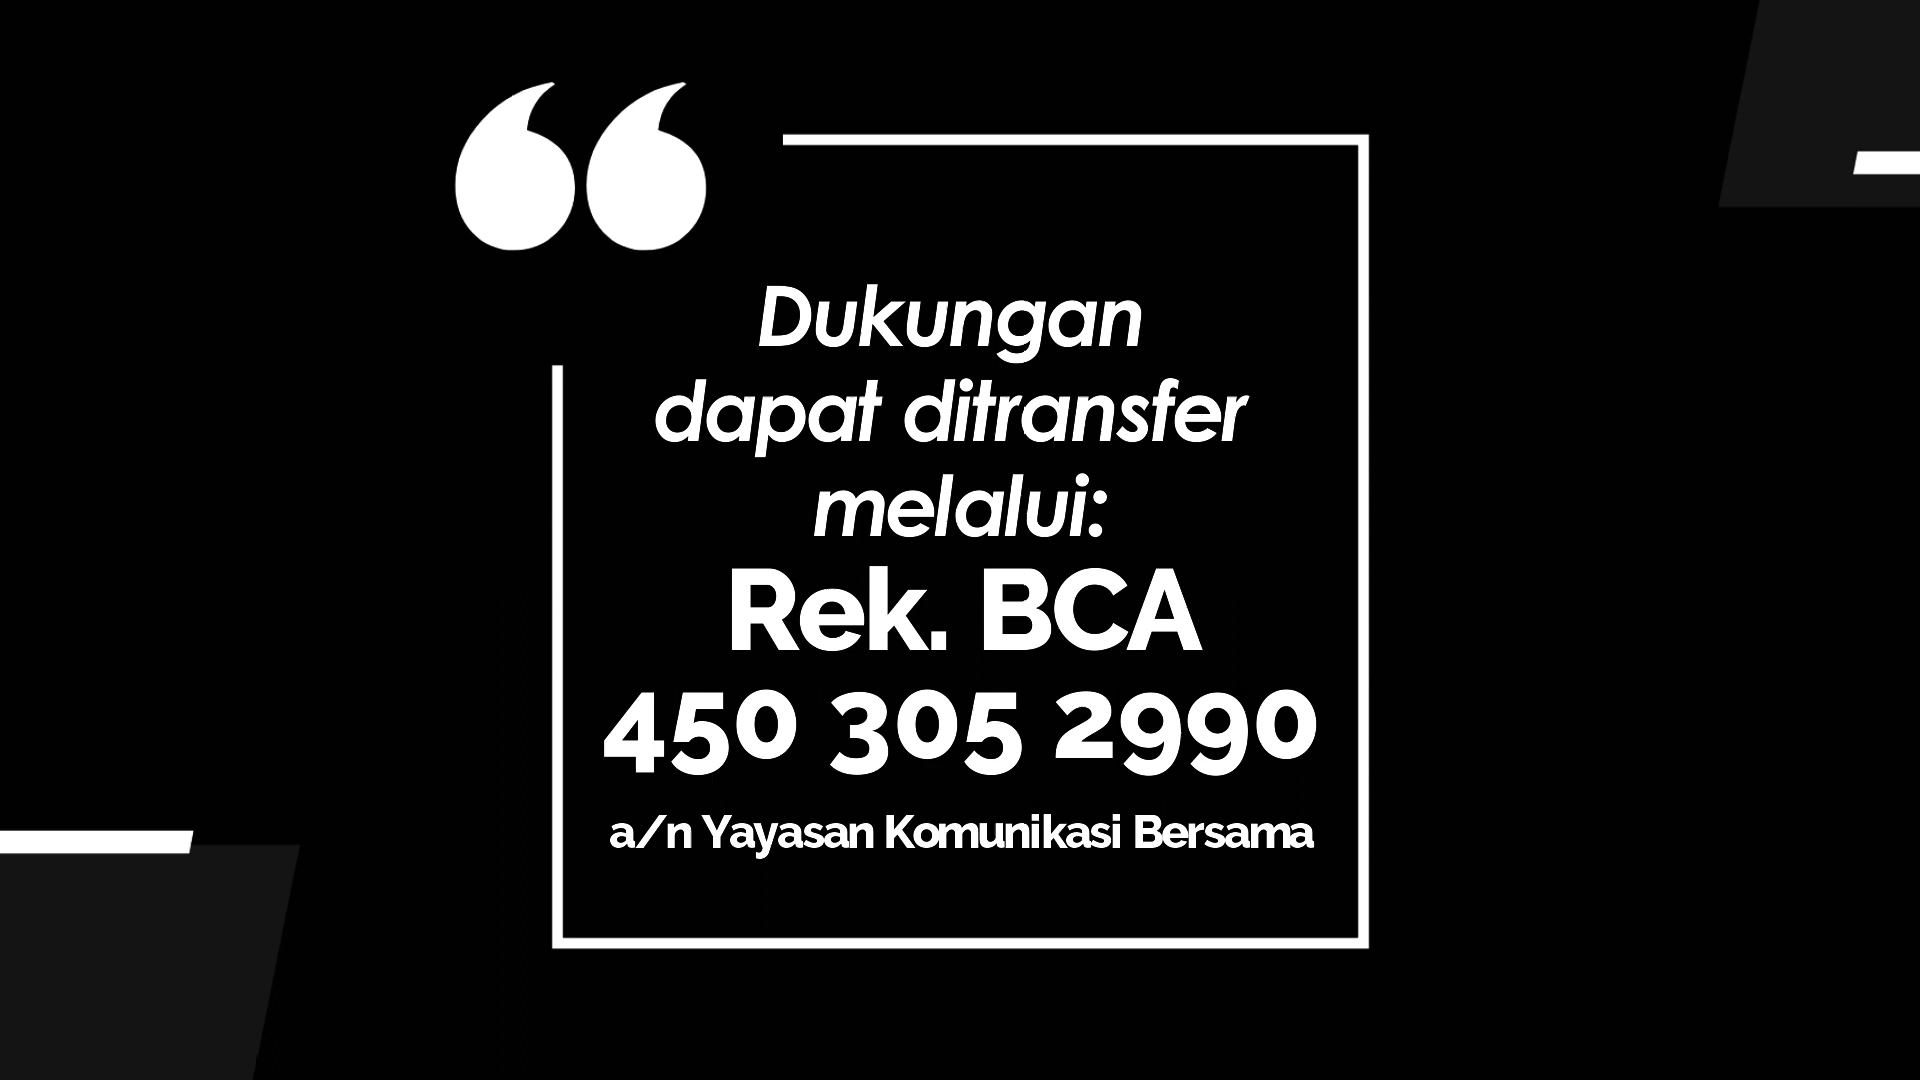 Dukungan
dapat ditransfer
melalui:
Rek. BCA
450 305 2990
a/n Yayasan Komunikasi Bersama